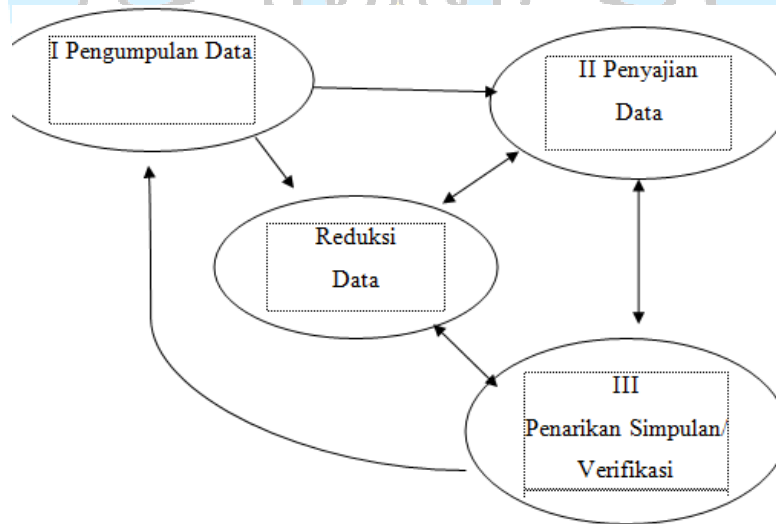 I Pengumpulan Data
II Penyajian
Data
Reduksi
Data
III
Penarikan Simpulan/
Verifikasi